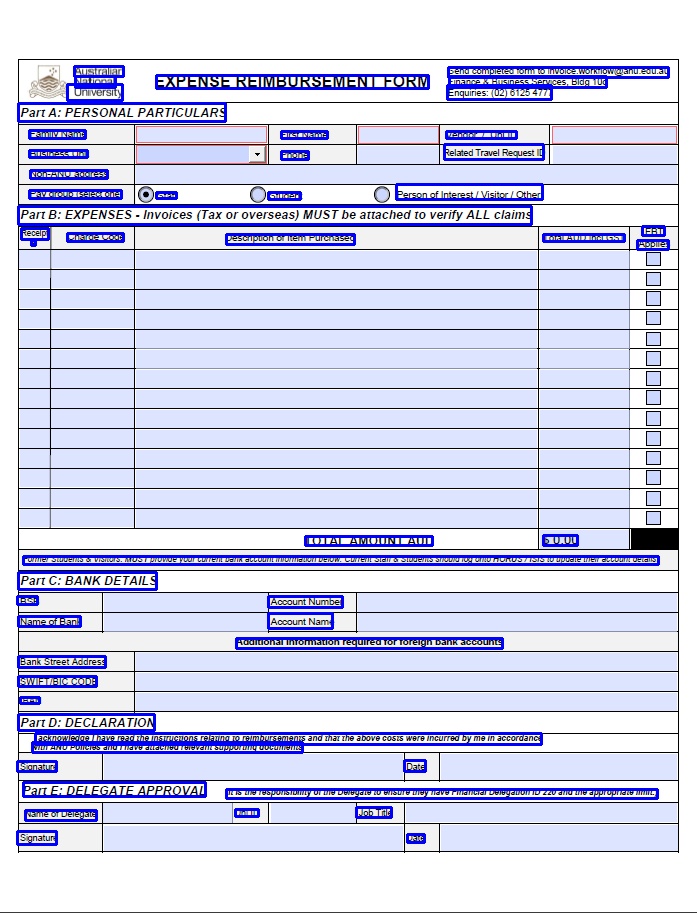 Australian
National
University
EXPENSE REIMBURSEMENT FORM
Send completed form to invoice.workflow@anu.edu.au
Finance & Business Services, Bldg 10c
Enquiries: (02) 6125 4777
Part A: PERSONAL PARTICULARS
Family Name First Name Vendor / Uni ID
Business Unit Phone Related Travel Request ID
Non-ANU address
Pay group (select one) Staff Student Person of Interest / Visitor / Other
Part B: EXPENSES - Invoices (Tax or overseas) MUST be attached to verify ALL claims
Receipt Charge Code Description of Item Purchased Total AUD incl GST FBT
Applies
TOTAL AMOUNT AUD $ 0.00
Former Students & Visitors: MUST provide your current bank account information below. Current Staff & Students should log onto HORUS / ISIS to update their account details.
Part C: BANK DETAILS
BSB Account Number
Name of Bank Account Name
Additional information required for foreign bank accounts
Bank Street Address
SWIFT/BIC CODE
Part D: DECLARATION
I acknowledge I have read the instructions relating to reimbursements and that the above costs were incurred by me in accordance
with ANU Policies and I have attached relevant supporting documents.
Signature Date
Part E: DELEGATE APPROVAL It is the responsibility of the Delegate to ensure they have Financial Delegation ID 220 and the appropriate limit.
Name of Delegate Uni ID Job Title
Signature Date